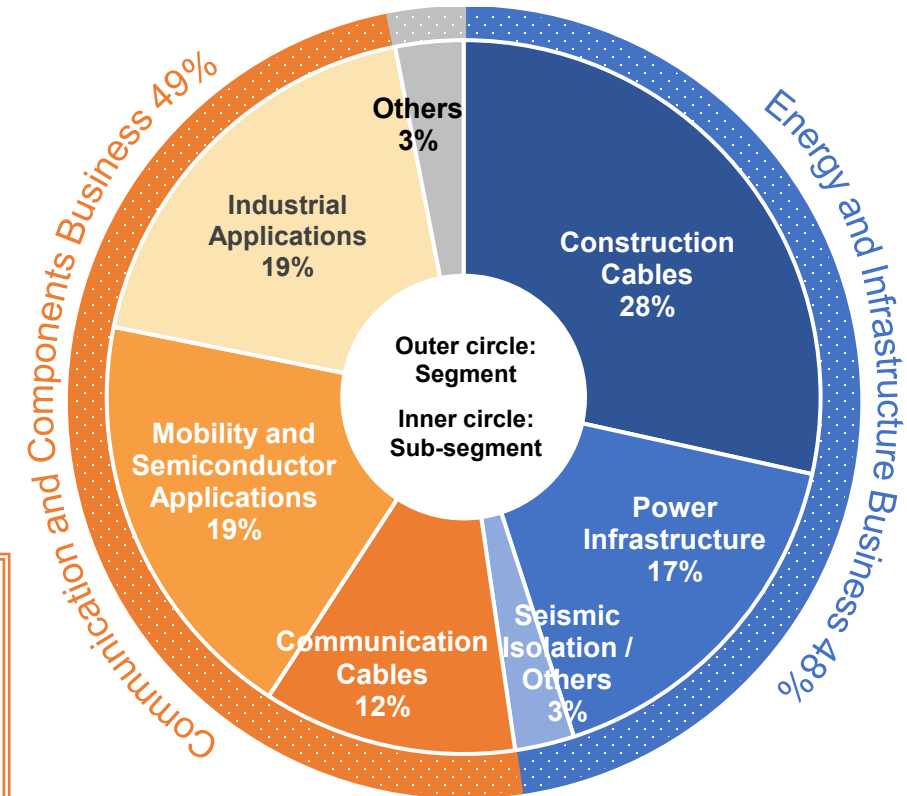 Communication and Components Business 49%
Energy and Infrastructure Business 48%
Others
3%
Construction
Cables
28%
Power
Infrastructure
17%
Seismic
Isolation /
Others
3%
Communication
Cables
12%
Mobility and
Semiconductor
Applications
19%
Industrial
Applications
19%
Outer circle:
Segment
Inner circle:
Sub-segment